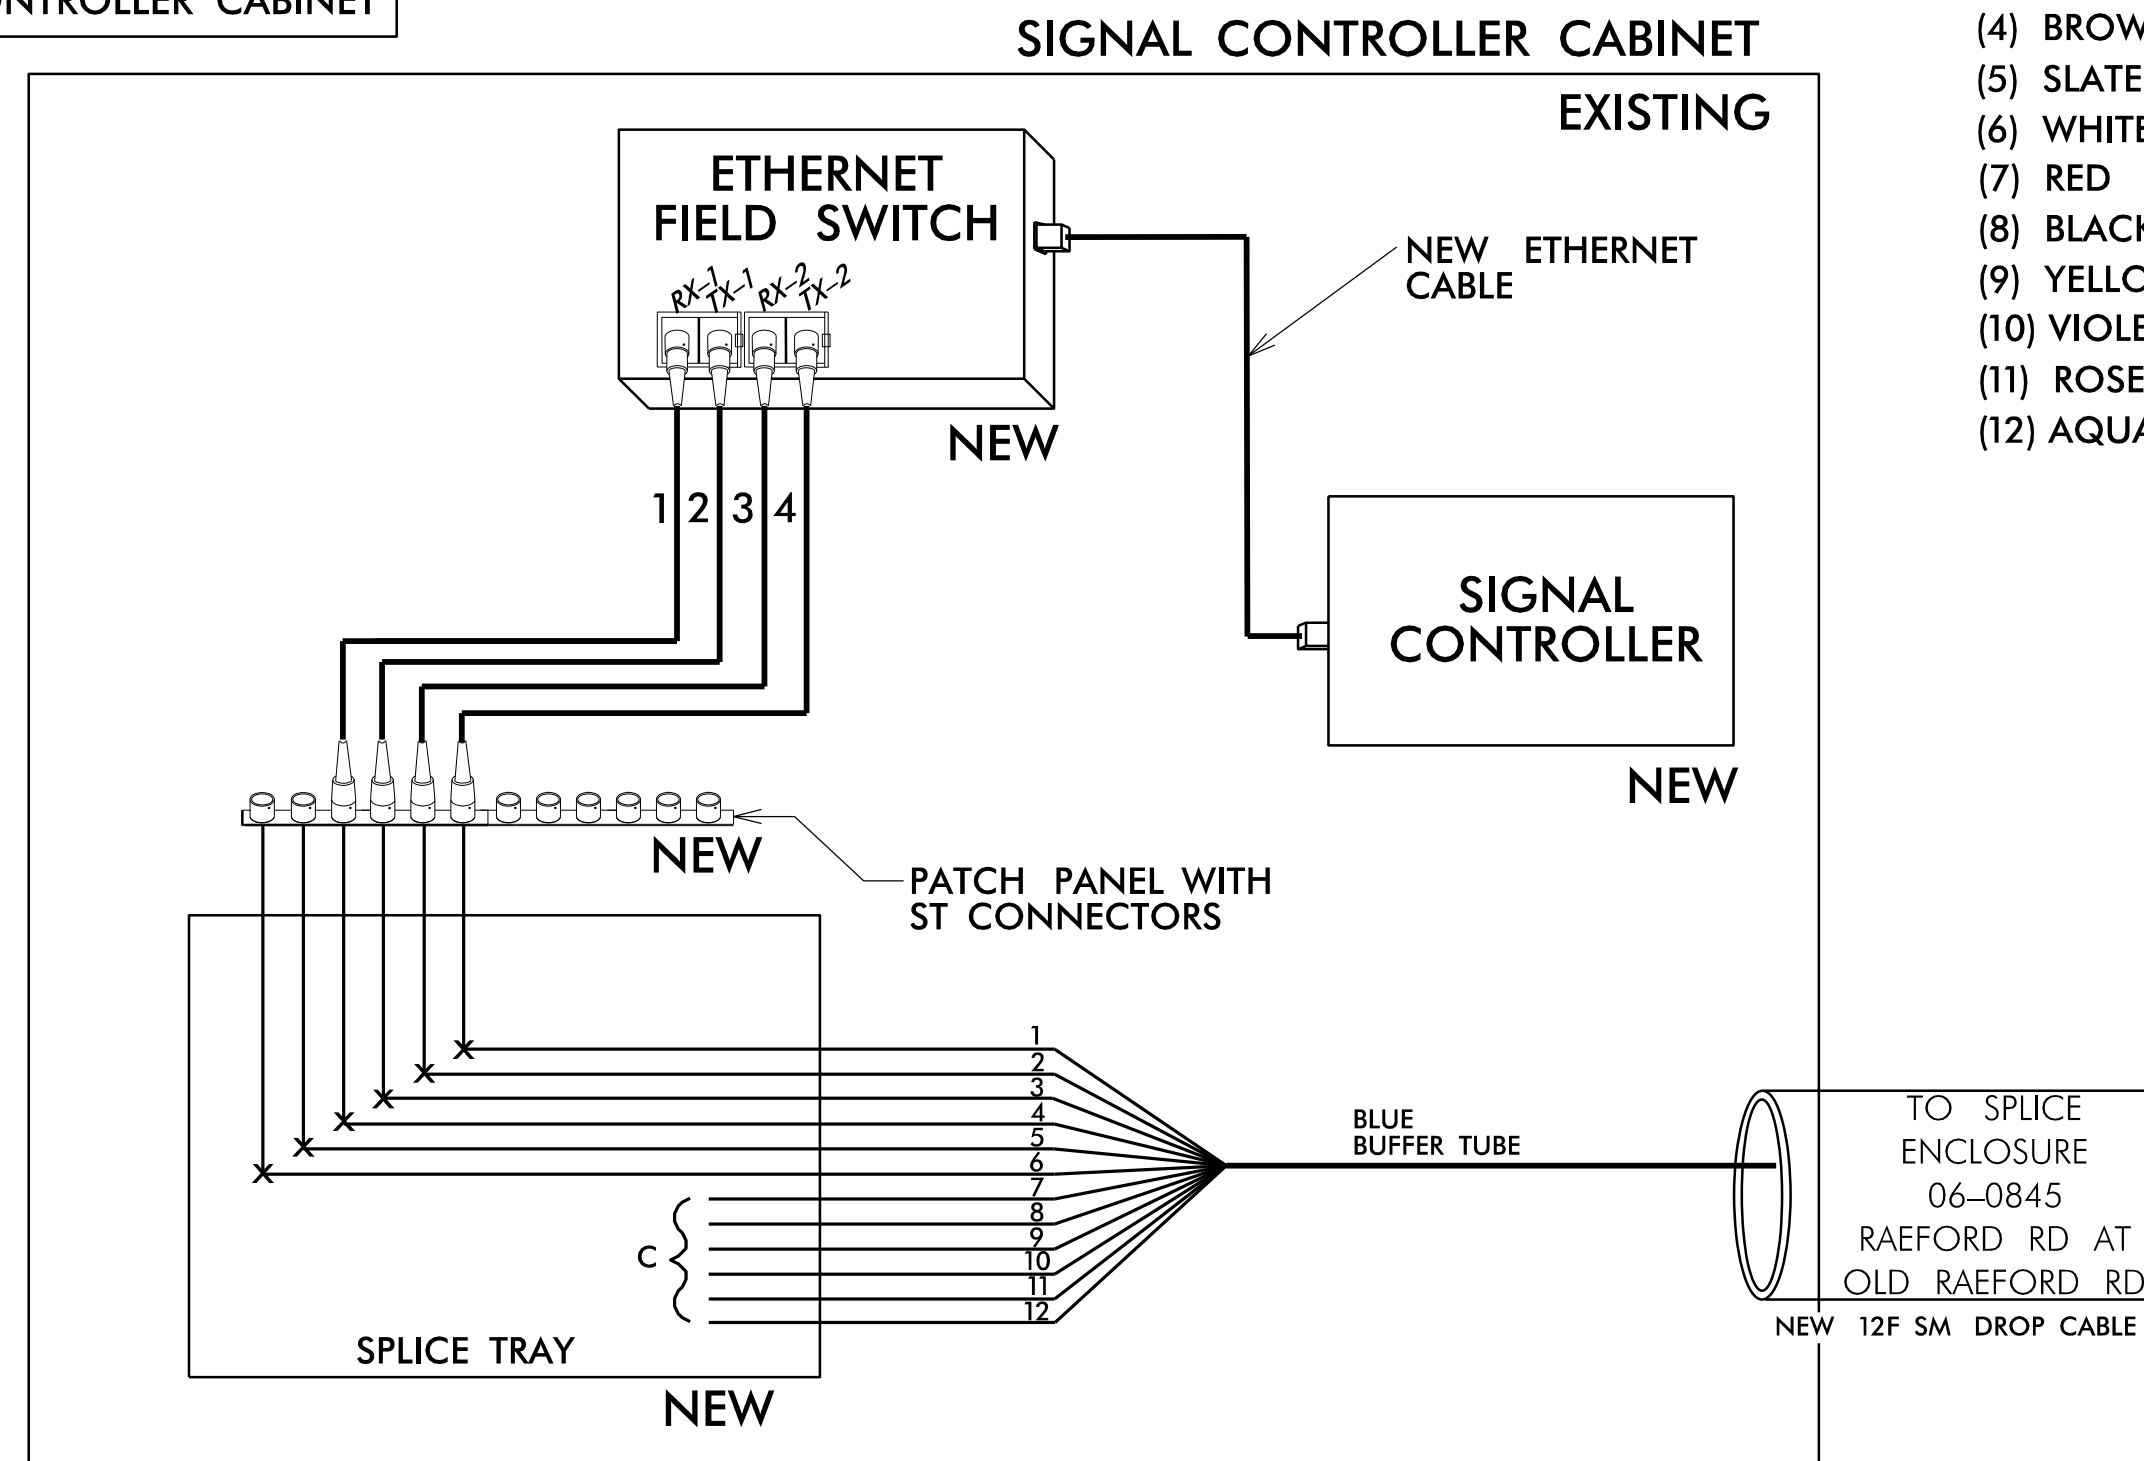 CONTROLLER CABINET
SIGNAL CONTROLLER CABINET
EXISTING
ETHERNET
FIELD SWITCH
RX-1
TX-1
RX-2
TX-2
NEW
NEW ETHERNET
CABLE
1 2 3 4
SIGNAL
CONTROLLER
NEW
NEW
PATCH PANEL WITH
ST CONNECTORS
X
X
X
X
X
X
1
2
3
4
5
6
7
8
9
10
11
12
C
SPLICE TRAY
NEW
BLUE
BUFFER TUBE
TO SPLICE
ENCLOSURE
06-0845
RAEFORD RD AT
OLD RAEFORD RD
NEW 12F SM DROP CABLE
(4) BROW
(5) SLATE
(6) WHITE
(7) RED
(8) BLACK
(9) YELLO
(10) VIOLE
(11) ROSE
(12) AQUA